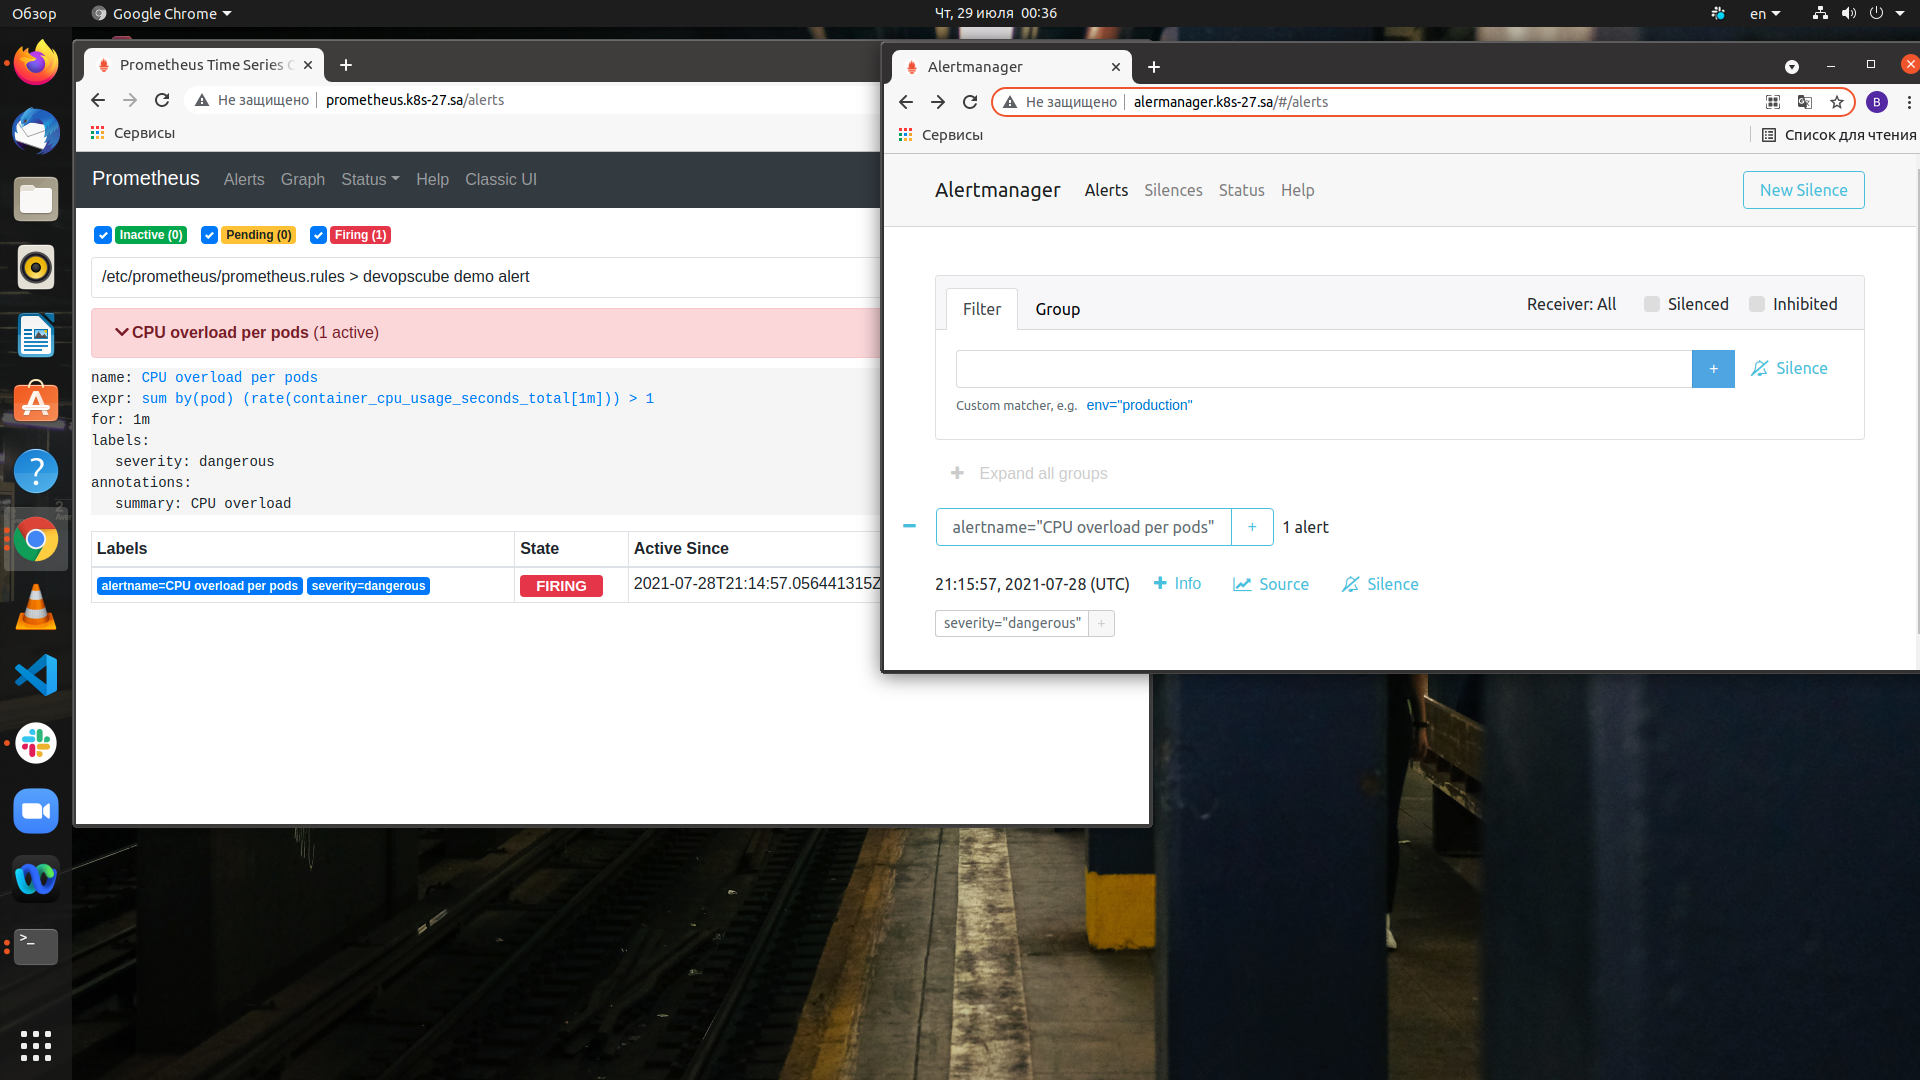 Обзор
Google Chrome
Чт, 29 июля 00:36
en
Prometheus Time Series C
Не защищено
prometheus.k8s-27.sa/alerts
Сервисы
Prometheus
Alerts
Graph
Status
Help
Classic UI
Inactive (0)
Pending (0)
Firing (1)
/etc/prometheus/prometheus.rules > devopscube demo alert
CPU overload per pods (1 active)
name: CPU overload per pods
expr: sum by(pod) (rate(container_cpu_usage_seconds_total[1m])) > 1
for: 1m
labels:
severity: dangerous
annotations:
summary: CPU overload
Labels
State
Active Since
alertname=CPU overload per pods
severity=dangerous
FIRING
2021-07-28T21:14:57.056441315Z
Alertmanager
Не защищено
alermanager.k8s-27.sa/#/alerts
B
Сервисы
Список для чтения
Alertmanager
Alerts
Silences
Status
Help
New Silence
Filter
Group
Receiver: All
Silenced
Inhibited
+
Silence
Custom matcher, e.g. env="production"
+ Expand all groups
alertname="CPU overload per pods"
+
1 alert
21:15:57, 2021-07-28 (UTC)
+ Info
Source
Silence
severity="dangerous"
+